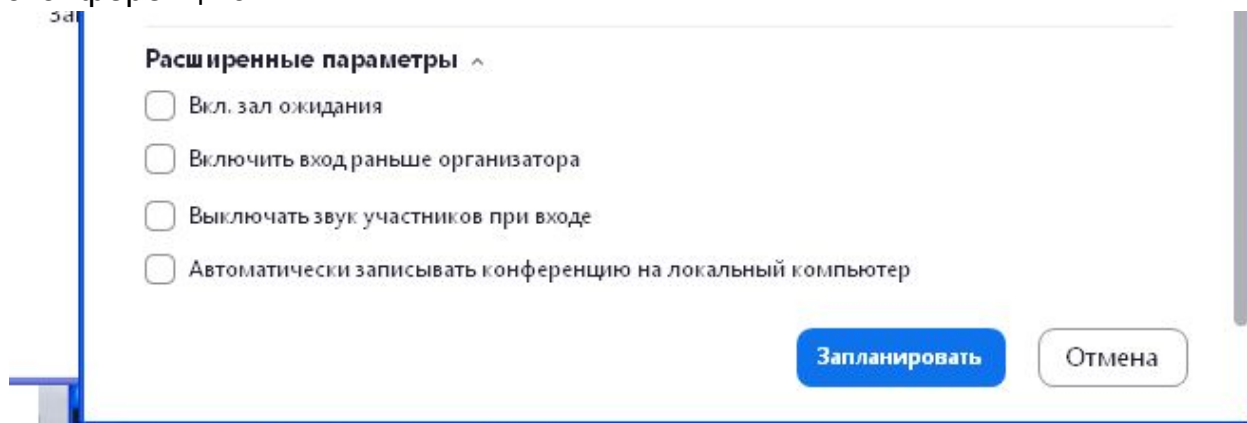 Расширенные параметры
Вкл. зал ожидания
Включить вход раньше организатора
Выключать звук участников при входе
Автоматически записывать конференцию на локальный компьютер
Запланировать Отмена